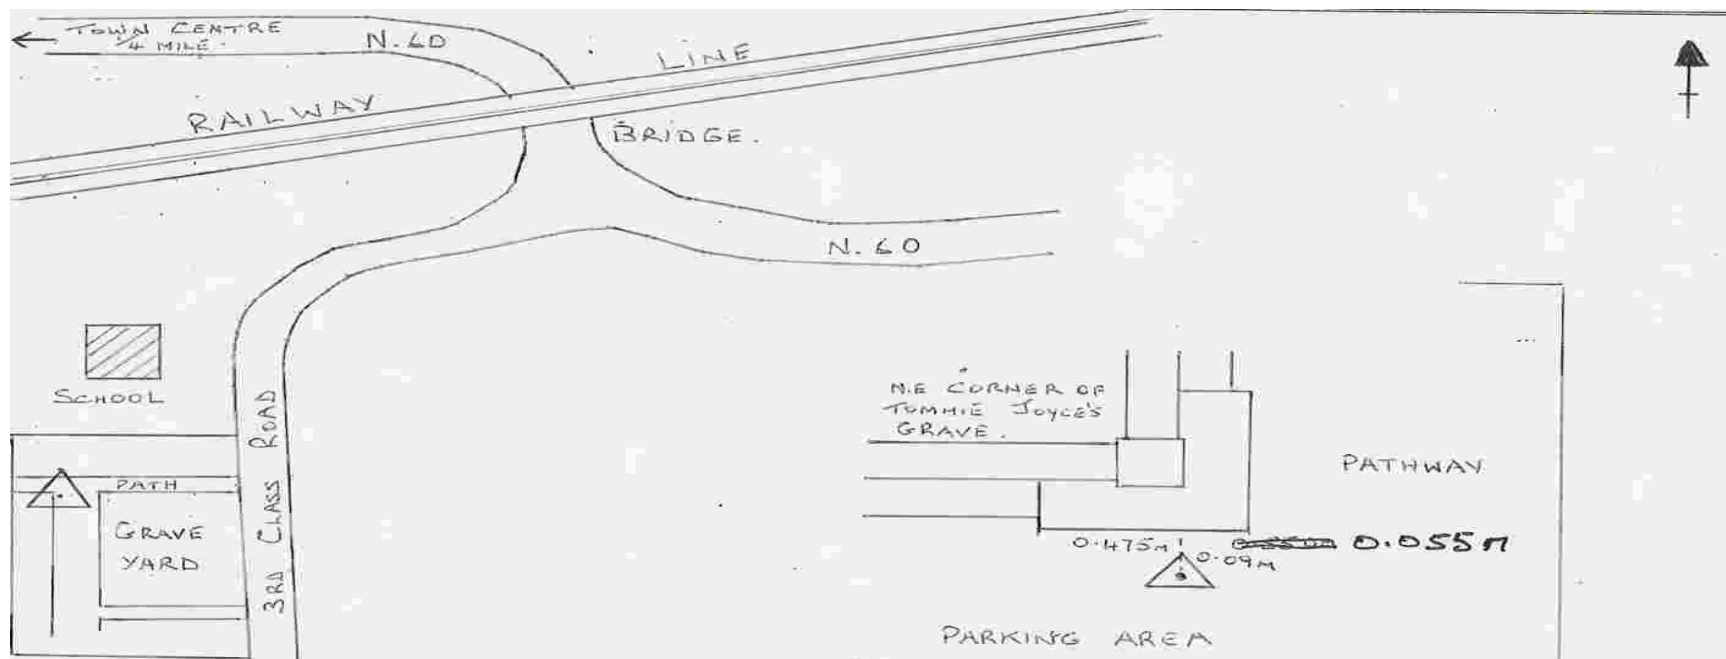 TOWN CENTRE
1/4 MILE.
N.60
RAILWAY LINE
BRIDGE.
N.60
SCHOOL
PATH
GRAVE
YARD
3RD CLASS ROAD
N.E CORNER OF
TOMMIE JOYCE'S
GRAVE.
PATHWAY
0.475M
0.09M
0.055M
PARKING AREA